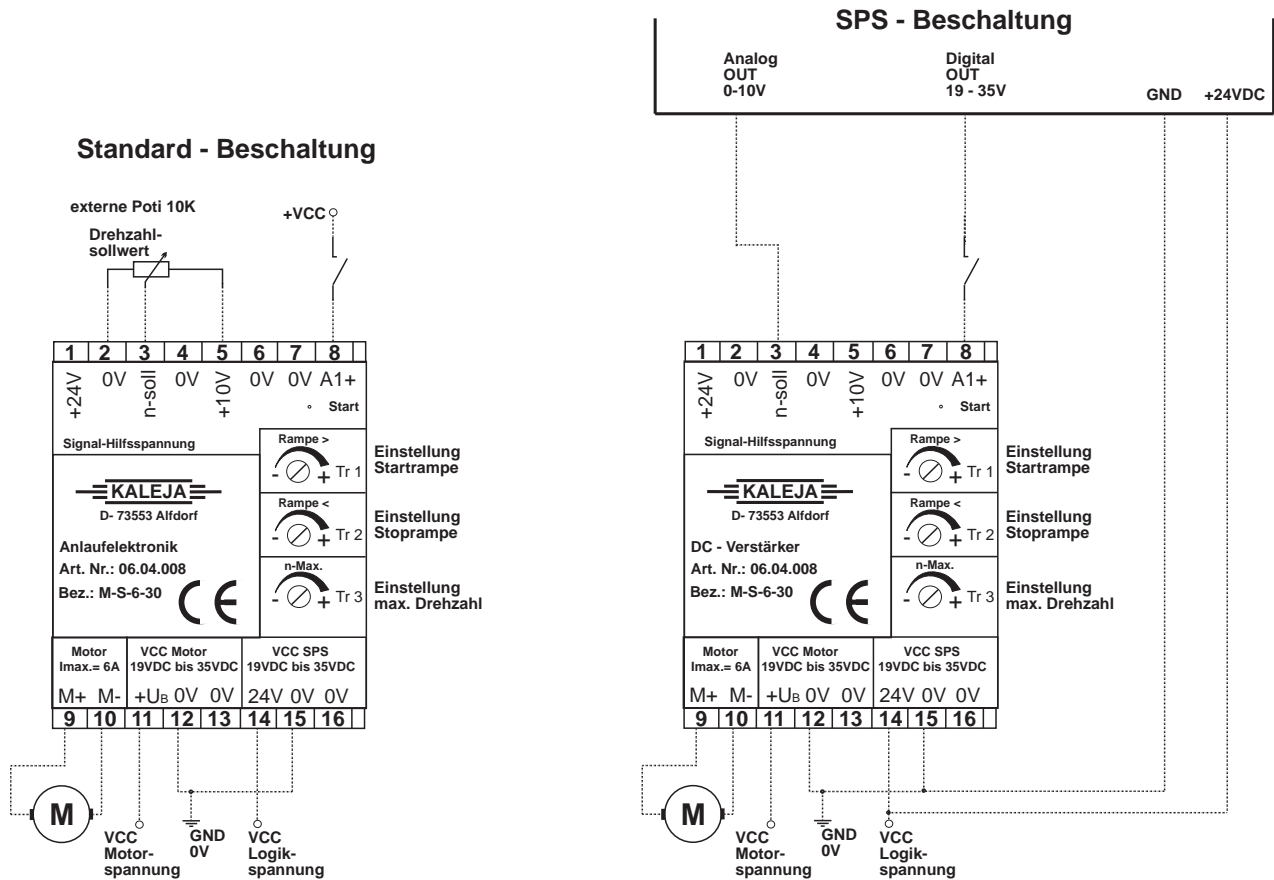 SPS - Beschaltung
Analog
OUT
0-10V
Digital
OUT
19 - 35V
GND
+24VDC
Standard - Beschaltung
externe Poti 10K
Drehzahl-
sollwert
+VCC
1 2 3 4 5 6 7 8
+24V 0V n-soll 0V +10V 0V 0V A1+
Start
Signal-Hilfsspannung
Rampe >
- + Tr 1
Einstellung
Startrampe
KALEJA
D- 73553 Alfdorf
Rampe <
- + Tr 2
Einstellung
Stoprampe
Anlaufelektronik
Art. Nr.: 06.04.008
Bez.: M-S-6-30
CE
n-Max.
- + Tr 3
Einstellung
max. Drehzahl
Motor
Imax.= 6A
VCC Motor
19VDC bis 35VDC
VCC SPS
19VDC bis 35VDC
M+ M- +UB 0V 0V 24V 0V 0V
9 10 11 12 13 14 15 16
M
VCC
Motor-
spannung
GND
0V
VCC
Logik-
spannung
1 2 3 4 5 6 7 8
+24V 0V n-soll 0V +10V 0V 0V A1+
Start
Signal-Hilfsspannung
Rampe >
- + Tr 1
Einstellung
Startrampe
KALEJA
D- 73553 Alfdorf
Rampe <
- + Tr 2
Einstellung
Stoprampe
DC - Verstärker
Art. Nr.: 06.04.008
Bez.: M-S-6-30
CE
n-Max.
- + Tr 3
Einstellung
max. Drehzahl
Motor
Imax.= 6A
VCC Motor
19VDC bis 35VDC
VCC SPS
19VDC bis 35VDC
M+ M- +UB 0V 0V 24V 0V 0V
9 10 11 12 13 14 15 16
M
VCC
Motor-
spannung
GND
0V
VCC
Logik-
spannung